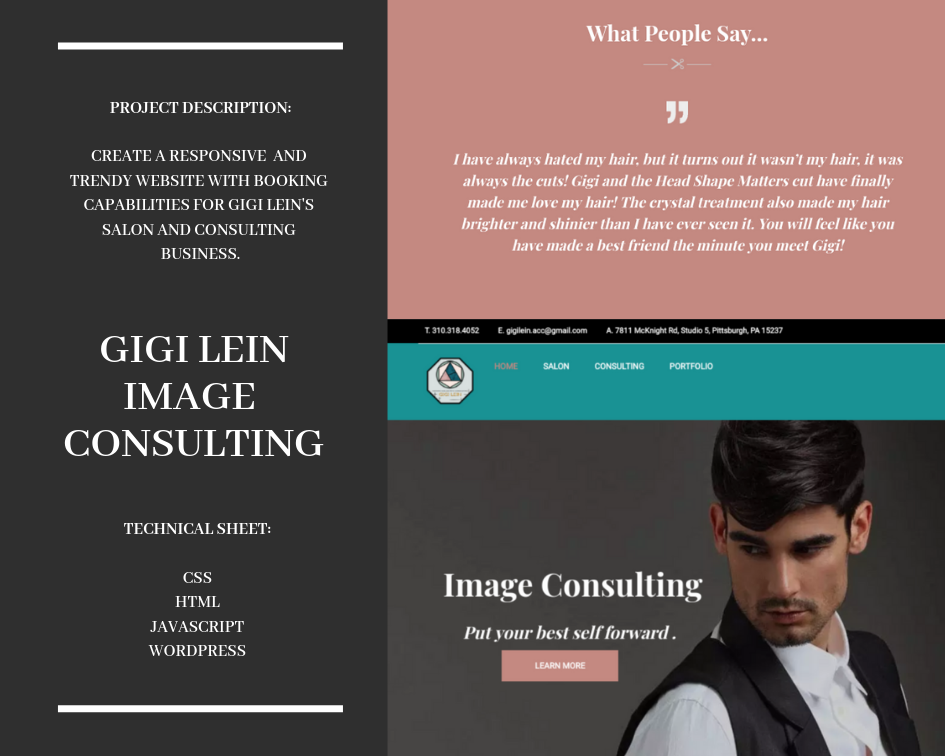 PROJECT DESCRIPTION:
CREATE A RESPONSIVE AND
TRENDY WEBSITE WITH BOOKING
CAPABILITIES FOR GIGI LEIN'S
SALON AND CONSULTING
BUSINESS.
GIGI LEIN
IMAGE
CONSULTING
TECHNICAL SHEET:
CSS
HTML
JAVASCRIPT
WORDPRESS
What People Say...
”
I have always hated my hair, but it turns out it wasn't my hair, it was
always the cuts! Gigi and the Head Shape Matters cut have finally
made me love my hair! The crystal treatment also made my hair
brighter and shinier than I have ever seen it. You will feel like you
have made a best friend the minute you meet Gigi!
T. 310.318.4052 E. gigilein.acc@gmail.com A. 7811 McKnight Rd, Studio 5, Pittsburgh, PA 15237
HOME SALON CONSULTING PORTFOLIO
Image Consulting
Put your best self forward .
LEARN MORE